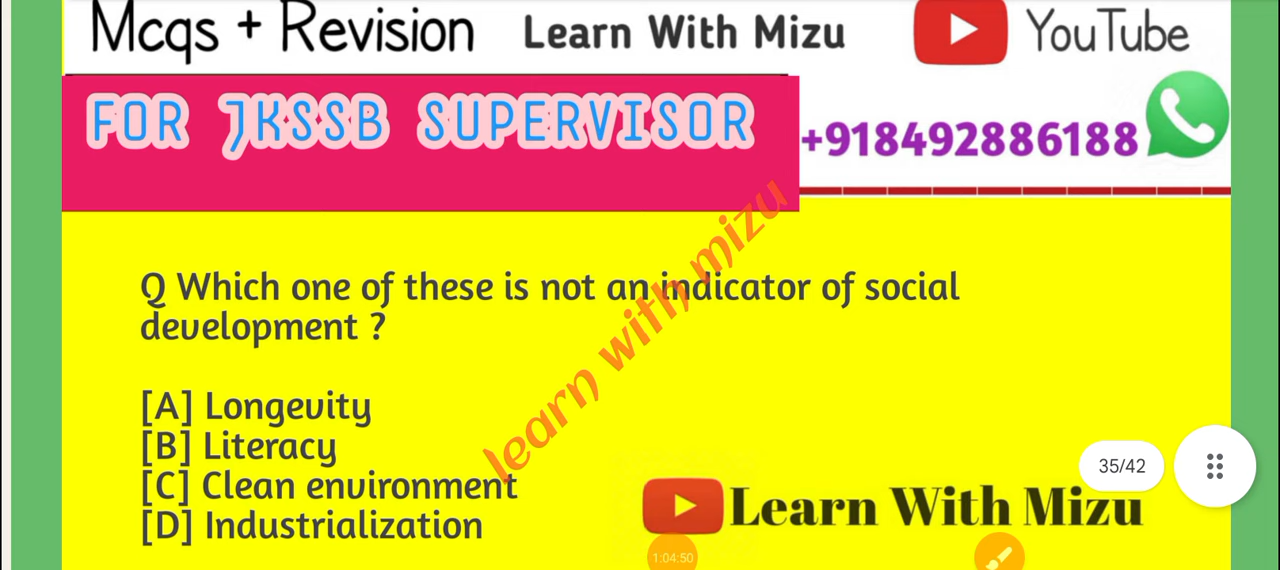 Mcqs + Revision Learn With Mizu YouTube
FOR JKSSB SUPERVISOR
+918492886188
learn with mizu
Q Which one of these is not an indicator of social
development ?
[A] Longevity
[B] Literacy
[C] Clean environment
[D] Industrialization
35/42
Learn With Mizu
1:04:50